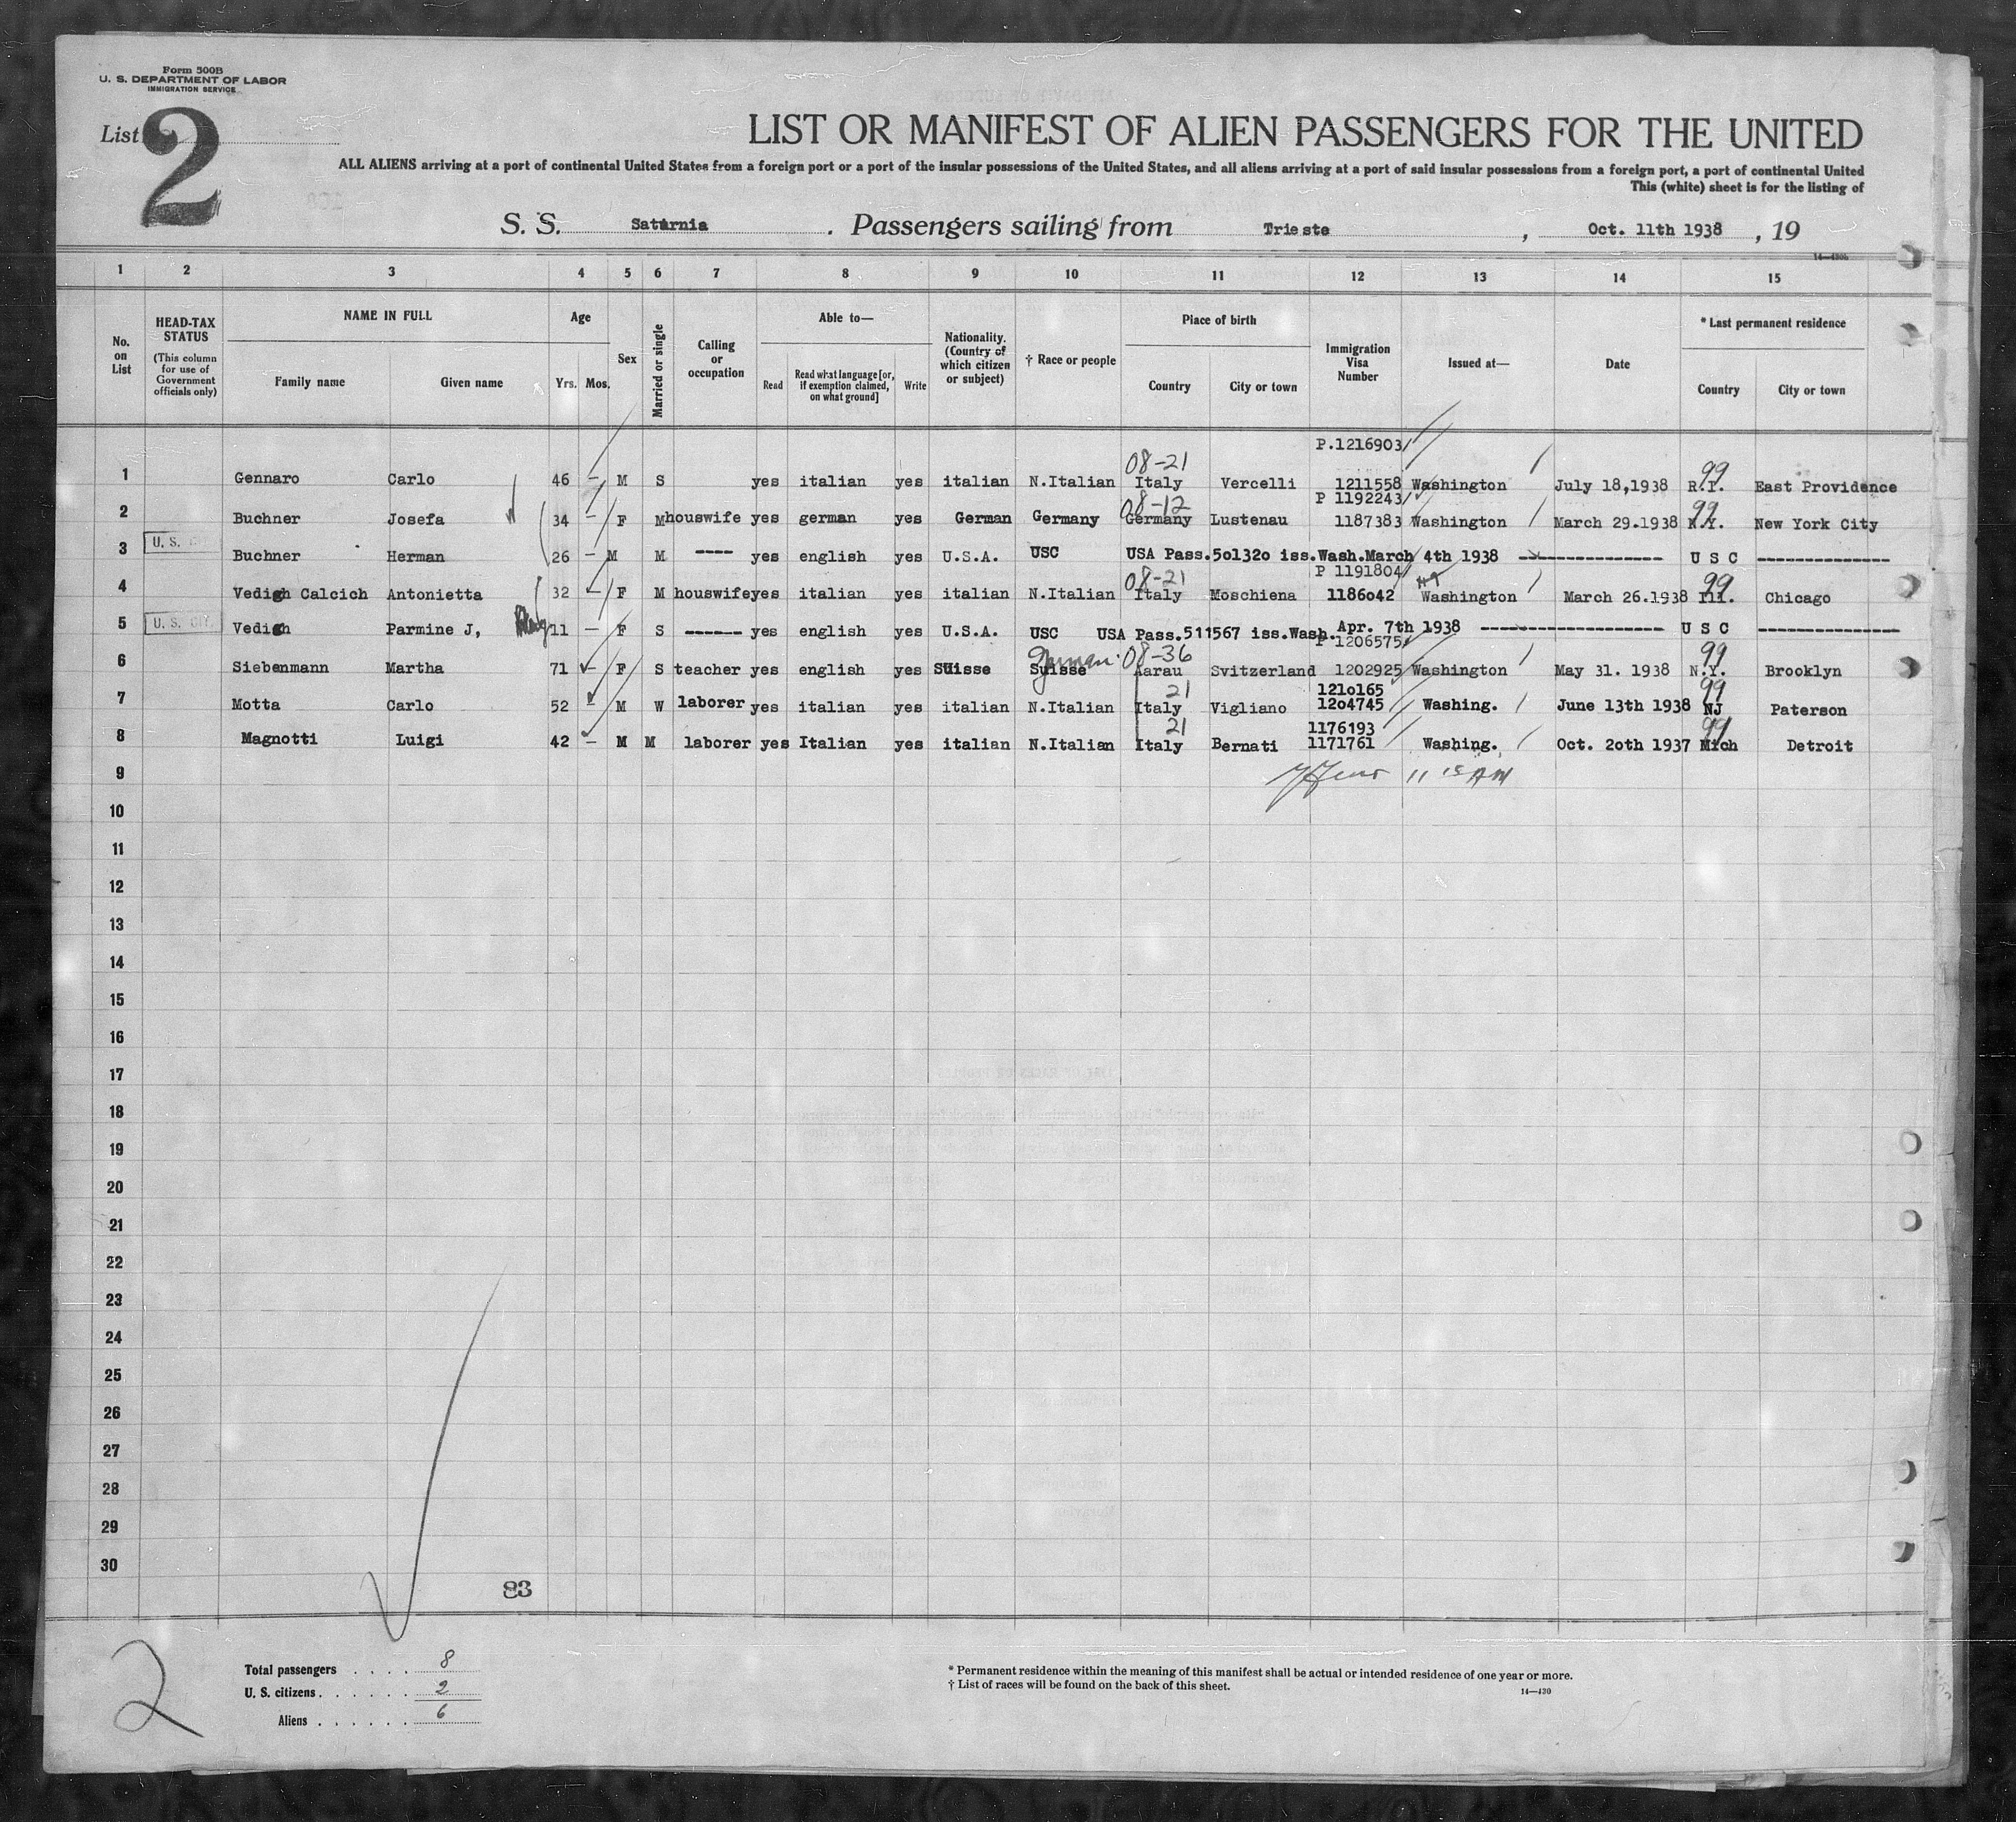 Form 500B
U. S. DEPARTMENT OF LABOR
IMMIGRATION SERVICE
List 2
LIST OR MANIFEST OF ALIEN PASSENGERS FOR THE UNITED
ALL ALIENS arriving at a port of continental United States from a foreign port or a port of the insular possessions of the United States, and all aliens arriving at a port of said insular possessions from a foreign port, a port of continental United
This (white) sheet is for the listing of
S. S. Saturnia . Passengers sailing from Trieste , Oct. 11th 1938 , 19
14—430b
1 2 3 4 5 6 7 8 9 10 11 12 13 14 15
No. on List
HEAD-TAX STATUS (This column for use of Government officials only)
NAME IN FULL
Family name Given name
Age
Yrs. Mos.
Sex
Married or single
Calling or occupation
Able to—
Read Read what language [or, if exemption claimed, on what ground] Write
Nationality. (Country of which citizen or subject)
† Race or people
Place of birth
Country City or town
Immigration Visa Number
Issued at—
Date
* Last permanent residence
Country City or town
P.1216903
08-21 99
1 Gennaro Carlo 46 — M S yes italian yes italian N.Italian Italy Vercelli 1211558 Washington July 18,1938 R.I. East Providence
P 1192243
08-12 99
2 Buchner Josefa 34 — F M houswife yes german yes German Germany Germany Lustenau 1187383 Washington March 29.1938 N.Y. New York City
3 U. S. Buchner Herman 26 — M M ---- yes english yes U.S.A. USC USA Pass.501320 iss.Wash.March 4th 1938 -------------- U S C --------------
P 1191804
08-21 99
4 Vedigh Calcich Antonietta 32 — F M houswife yes italian yes italian N.Italian Italy Moschiena 1186042 Washington March 26.1938 Ill. Chicago
5 U. S. CIT. Vedigh Parmine J, 11 — F S ------ yes english yes U.S.A. USC USA Pass.511567 iss.Wash. Apr. 7th 1938 ------------------- U S C --------------
P 1206575
German 08-36 99
6 Siebenmann Martha 71 — F S teacher yes english yes Suisse Suisse Aarau Svitzerland 1202925 Washington May 31. 1938 N.Y. Brooklyn
21 1210165 99
7 Motta Carlo 52 M W laborer yes italian yes italian N.Italian Italy Vigliano 1204745 Washing. June 13th 1938 NJ Paterson
21 1176193 99
8 Magnotti Luigi 42 — M M laborer yes Italian yes italian N.Italian Italy Bernati 1171761 Washing. Oct. 20th 1937 Mich Detroit
9 11 15 AM
10
11
12
13
14
15
16
17
18
19
20
21
22
23
24
25
26
27
28
29
30
83
2
Total passengers . . . . 8
U. S. citizens . . . . . . 2
Aliens . . . . . . 6
* Permanent residence within the meaning of this manifest shall be actual or intended residence of one year or more.
† List of races will be found on the back of this sheet.
14—430